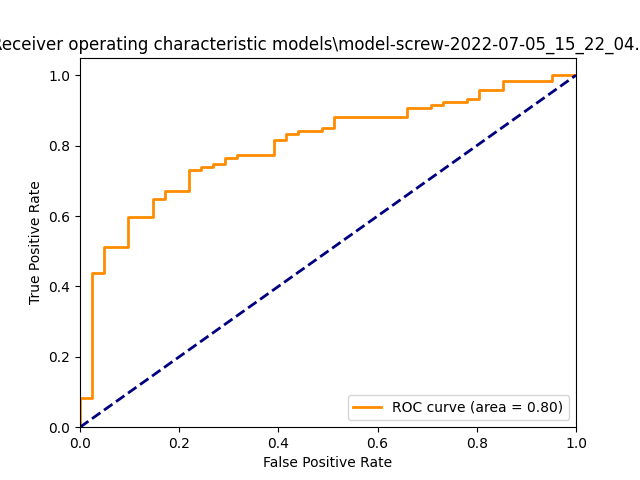 Receiver operating characteristic models\model-screw-2022-07-05_15_22_04.
1.0
0.8
0.6
0.4
0.2
0.0
True Positive Rate
ROC curve (area = 0.80)
0.0 0.2 0.4 0.6 0.8 1.0
False Positive Rate